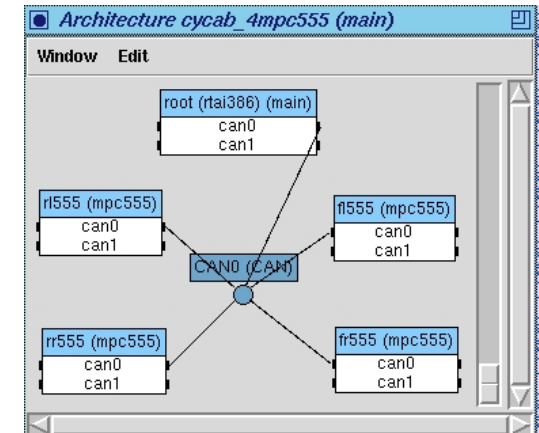 Architecture cycab_4mpc555 (main)
Window Edit
root (rtai386) (main)
can0
can1
rl555 (mpc555)
can0
can1
fl555 (mpc555)
can0
can1
CAN0 (CAN)
rr555 (mpc555)
can0
can1
fr555 (mpc555)
can0
can1